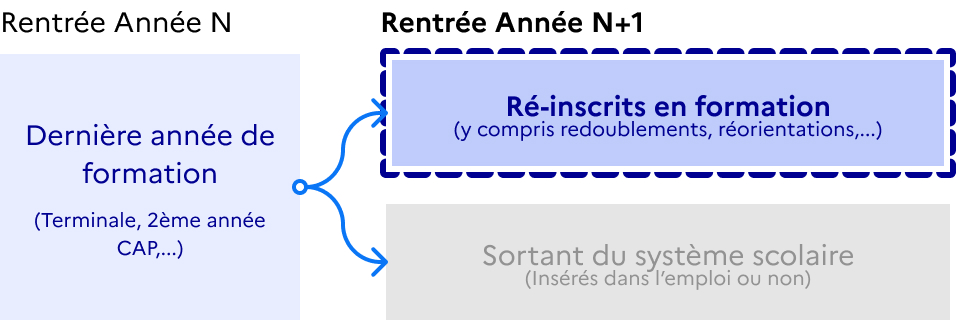 Rentrée Année N
Rentrée Année N+1
Dernière année de
formation
(Terminale, 2ème année
CAP,...)
Ré-inscrits en formation
(y compris redoublements, réorientations,...)
Sortant du système scolaire
(Insérés dans l'emploi ou non)